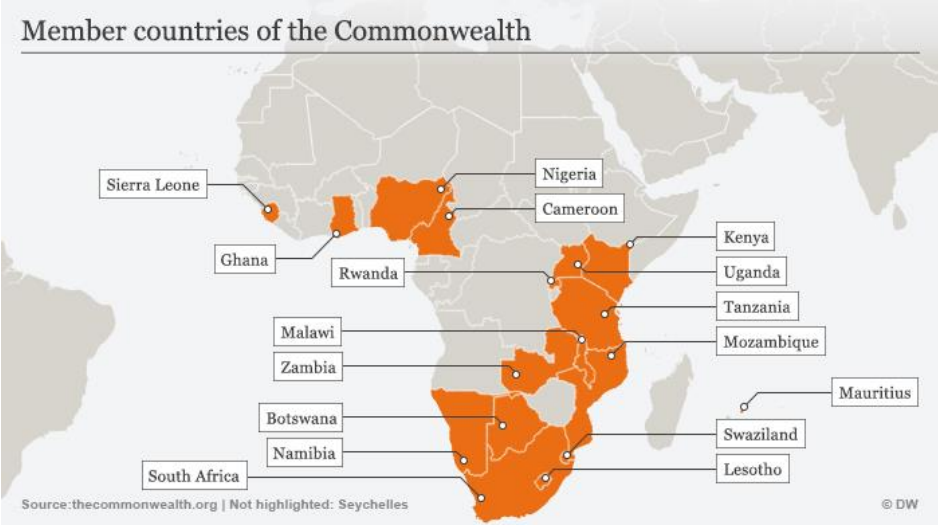 Member countries of the Commonwealth
Nigeria
Sierra Leone
Cameroon
Kenya
Ghana
Rwanda
Uganda
Tanzania
Malawi
Mozambique
Zambia
Mauritius
Botswana
Swaziland
Namibia
Lesotho
South Africa
Source:thecommonwealth.org | Not highlighted: Seychelles
© DW